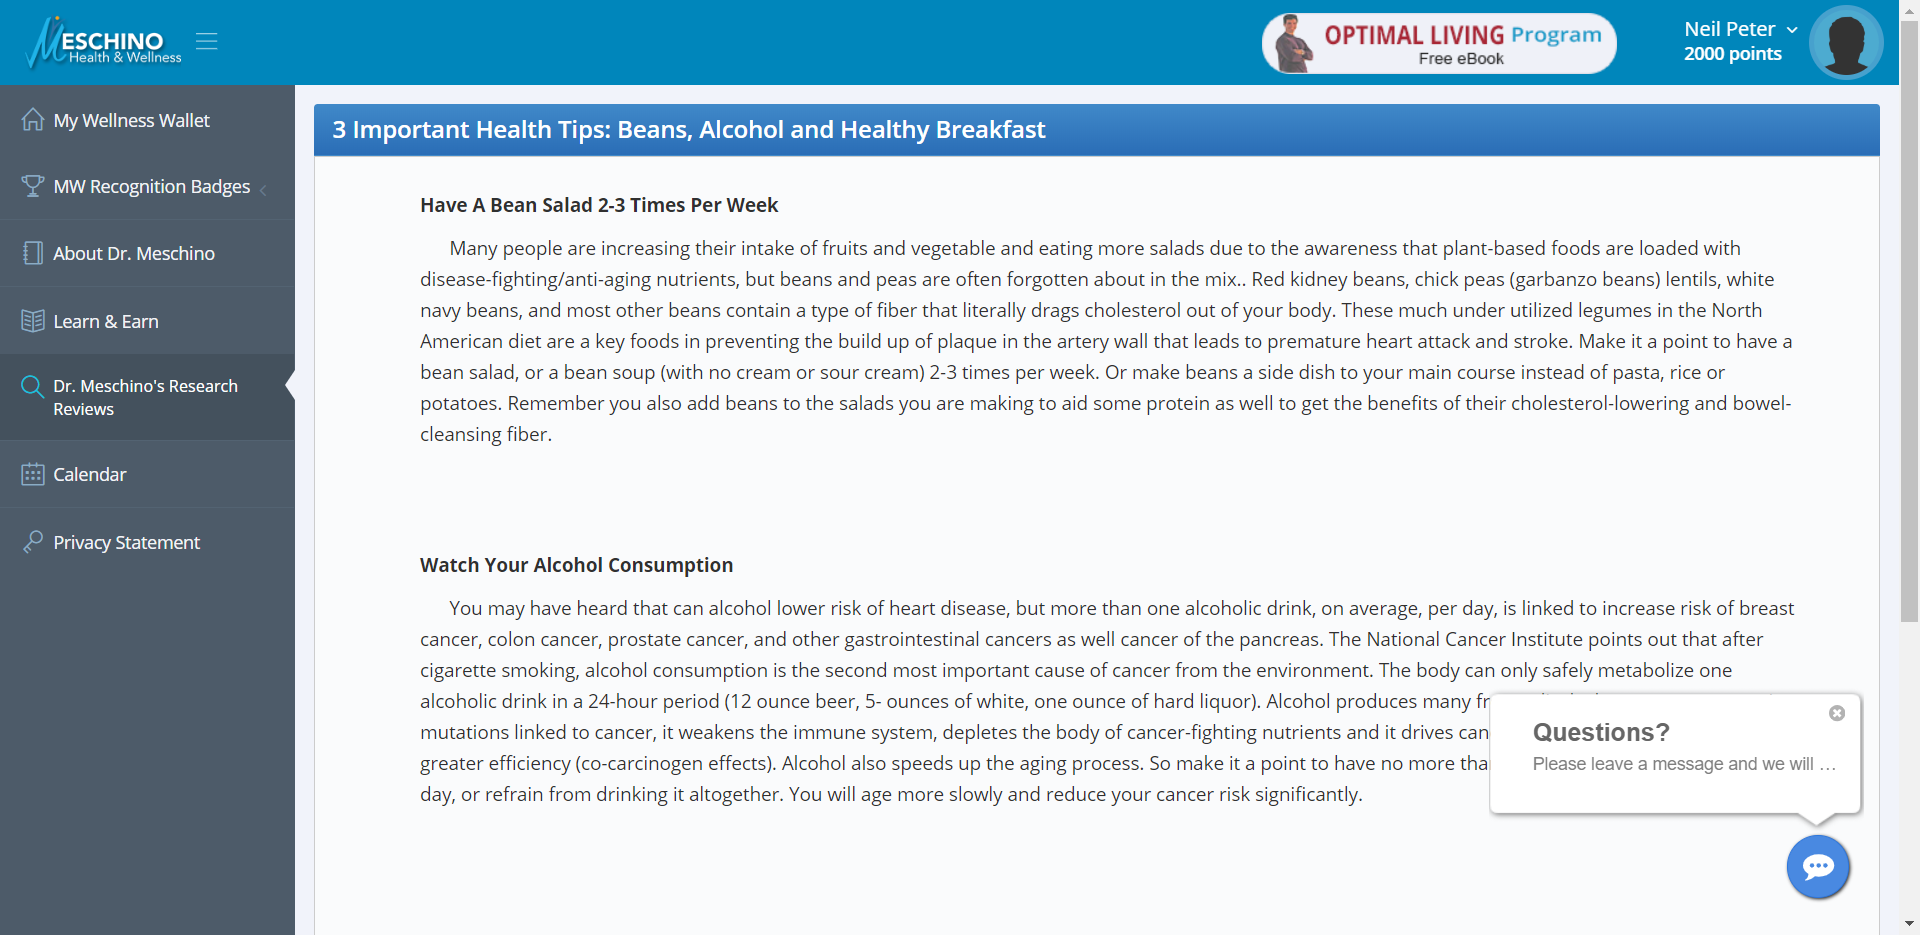 MESCHINO
Health & Wellness
OPTIMAL LIVING Program
Free eBook
Neil Peter
2000 points
My Wellness Wallet
MW Recognition Badges
About Dr. Meschino
Learn & Earn
Dr. Meschino's Research
Reviews
Calendar
Privacy Statement
3 Important Health Tips: Beans, Alcohol and Healthy Breakfast
Have A Bean Salad 2-3 Times Per Week
Many people are increasing their intake of fruits and vegetable and eating more salads due to the awareness that plant-based foods are loaded with
disease-fighting/anti-aging nutrients, but beans and peas are often forgotten about in the mix.. Red kidney beans, chick peas (garbanzo beans) lentils, white
navy beans, and most other beans contain a type of fiber that literally drags cholesterol out of your body. These much under utilized legumes in the North
American diet are a key foods in preventing the build up of plaque in the artery wall that leads to premature heart attack and stroke. Make it a point to have a
bean salad, or a bean soup (with no cream or sour cream) 2-3 times per week. Or make beans a side dish to your main course instead of pasta, rice or
potatoes. Remember you also add beans to the salads you are making to aid some protein as well to get the benefits of their cholesterol-lowering and bowel-
cleansing fiber.
Watch Your Alcohol Consumption
You may have heard that can alcohol lower risk of heart disease, but more than one alcoholic drink, on average, per day, is linked to increase risk of breast
cancer, colon cancer, prostate cancer, and other gastrointestinal cancers as well cancer of the pancreas. The National Cancer Institute points out that after
cigarette smoking, alcohol consumption is the second most important cause of cancer from the environment. The body can only safely metabolize one
alcoholic drink in a 24-hour period (12 ounce beer, 5- ounces of white, one ounce of hard liquor). Alcohol produces many
mutations linked to cancer, it weakens the immune system, depletes the body of cancer-fighting nutrients and it drives
greater efficiency (co-carcinogen effects). Alcohol also speeds up the aging process. So make it a point to have no more
day, or refrain from drinking it altogether. You will age more slowly and reduce your cancer risk significantly.
Questions?
Please leave a message and we will ...